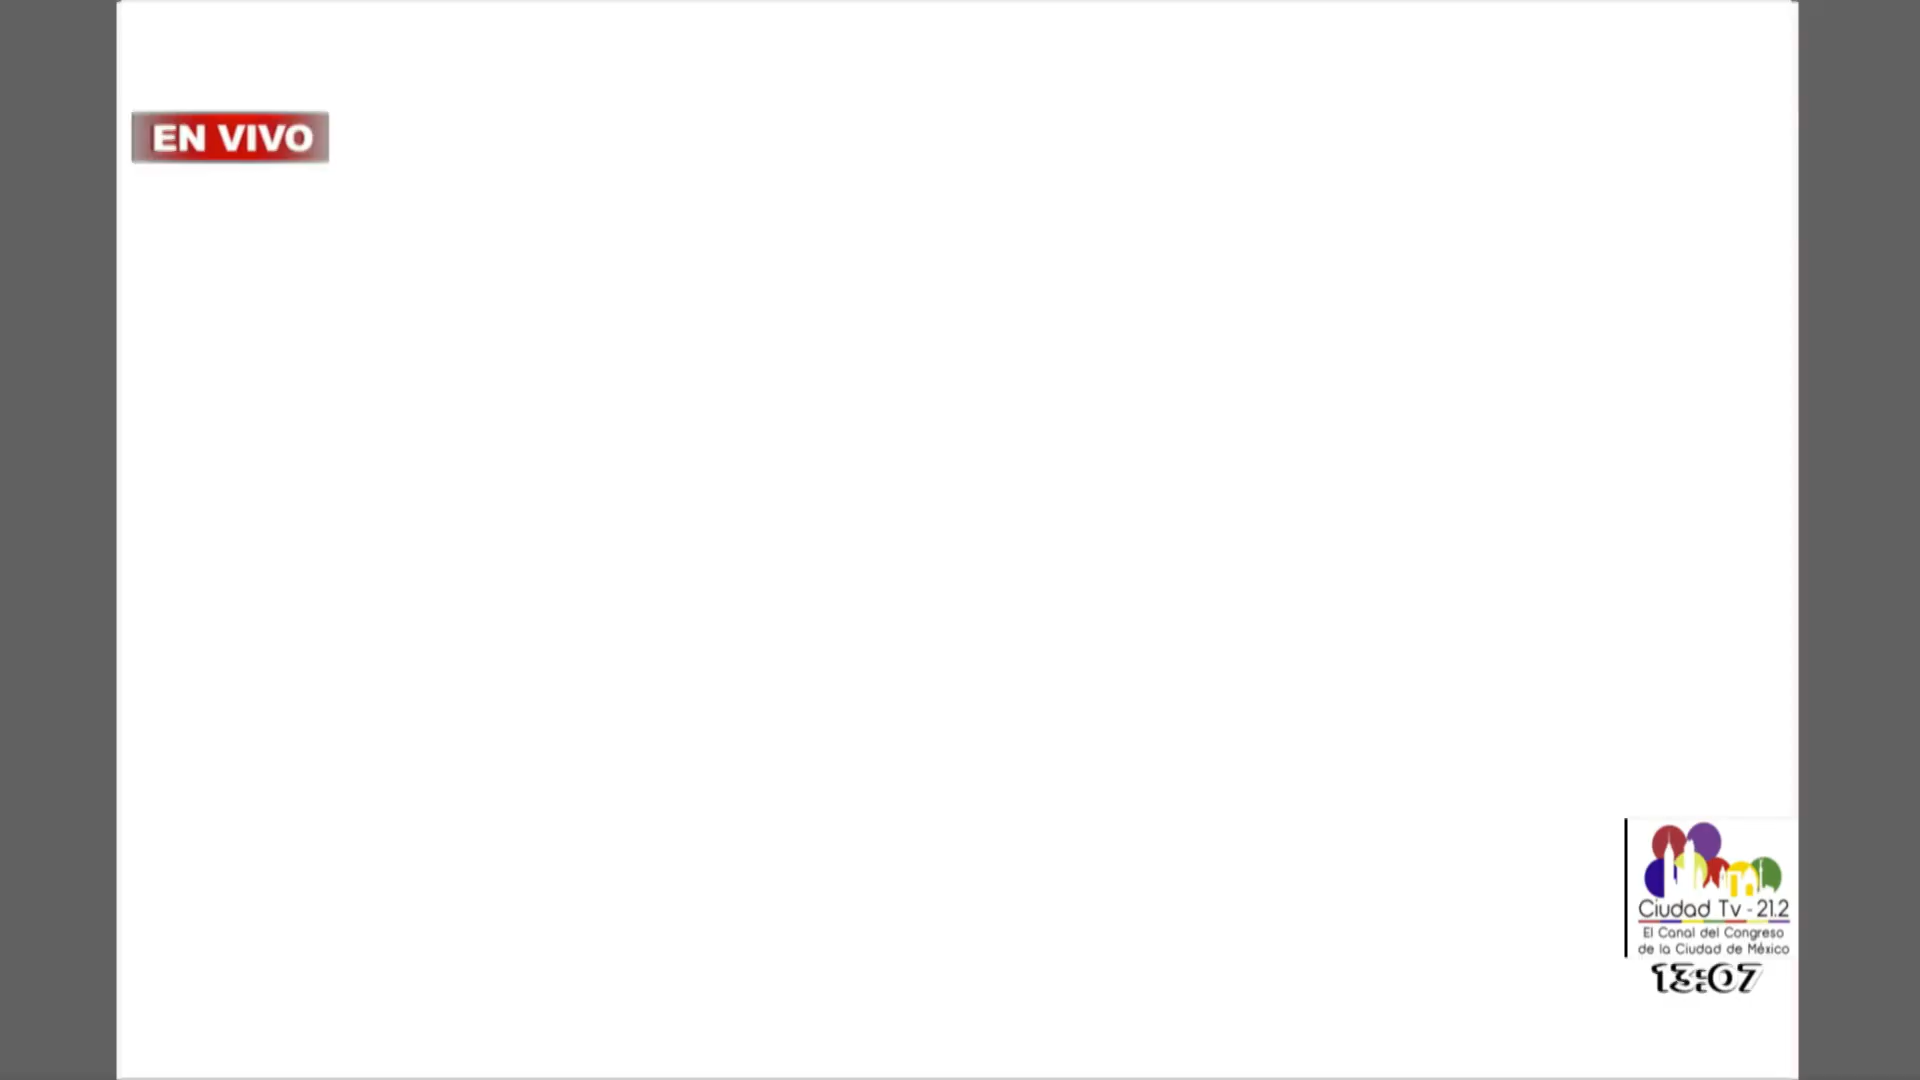 EN VIVO
Ciudad Tv - 21.2
El Canal del Congreso
de la Ciudad de México
13:07